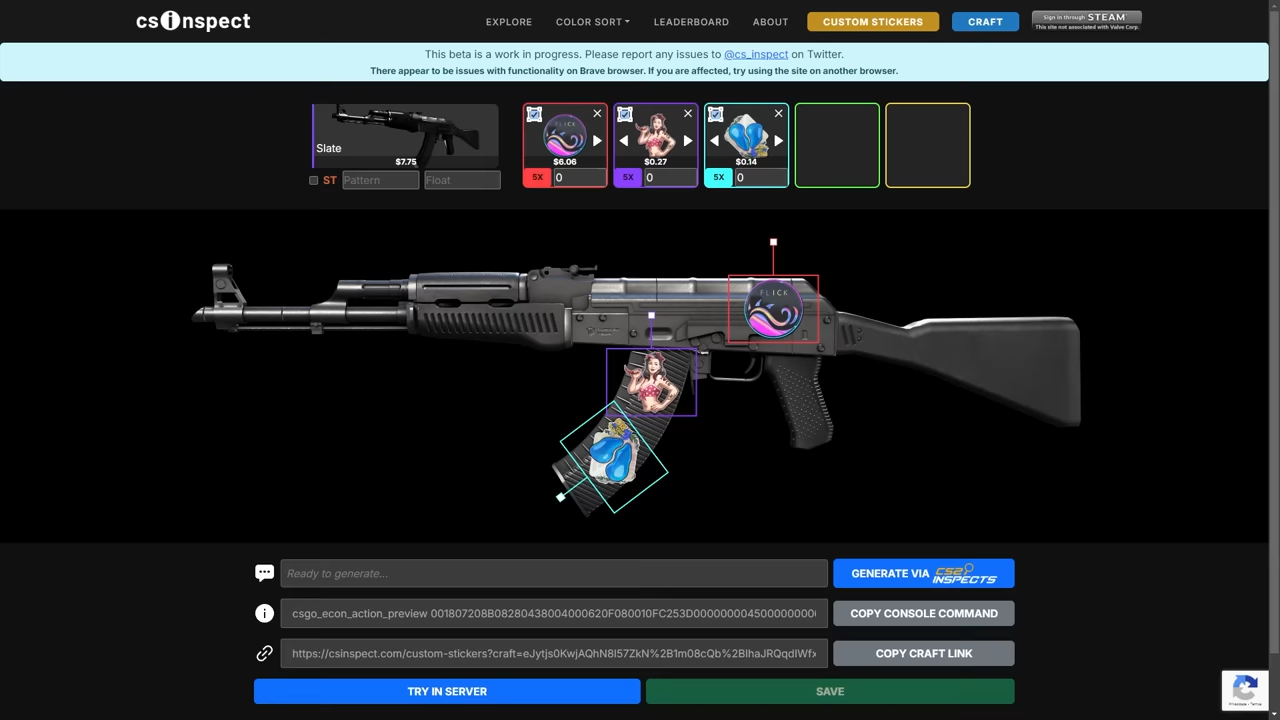 csinspect
EXPLORE
COLOR SORT
LEADERBOARD
ABOUT
CUSTOM STICKERS
CRAFT
Sign in through STEAM™
This site not associated with Valve Corp.
This beta is a work in progress. Please report any issues to @cs_inspect on Twitter.
There appear to be issues with functionality on Brave browser. If you are affected, try using the site on another browser.
Slate
$7.75
$6.06
$0.27
$0.14
ST
Pattern
Float
5X
0
5X
0
5X
0
FLICK
Ready to generate...
GENERATE VIA CS2 INSPECTS
csgo_econ_action_preview 001807208B08280438004000620F080010FC253D00000000450000000
COPY CONSOLE COMMAND
https://csinspect.com/custom-stickers?craft=eJytjs0KwjAQhN8l57ZkN%2B1m08cQb%2BIhaJRQqdIWf
COPY CRAFT LINK
TRY IN SERVER
SAVE